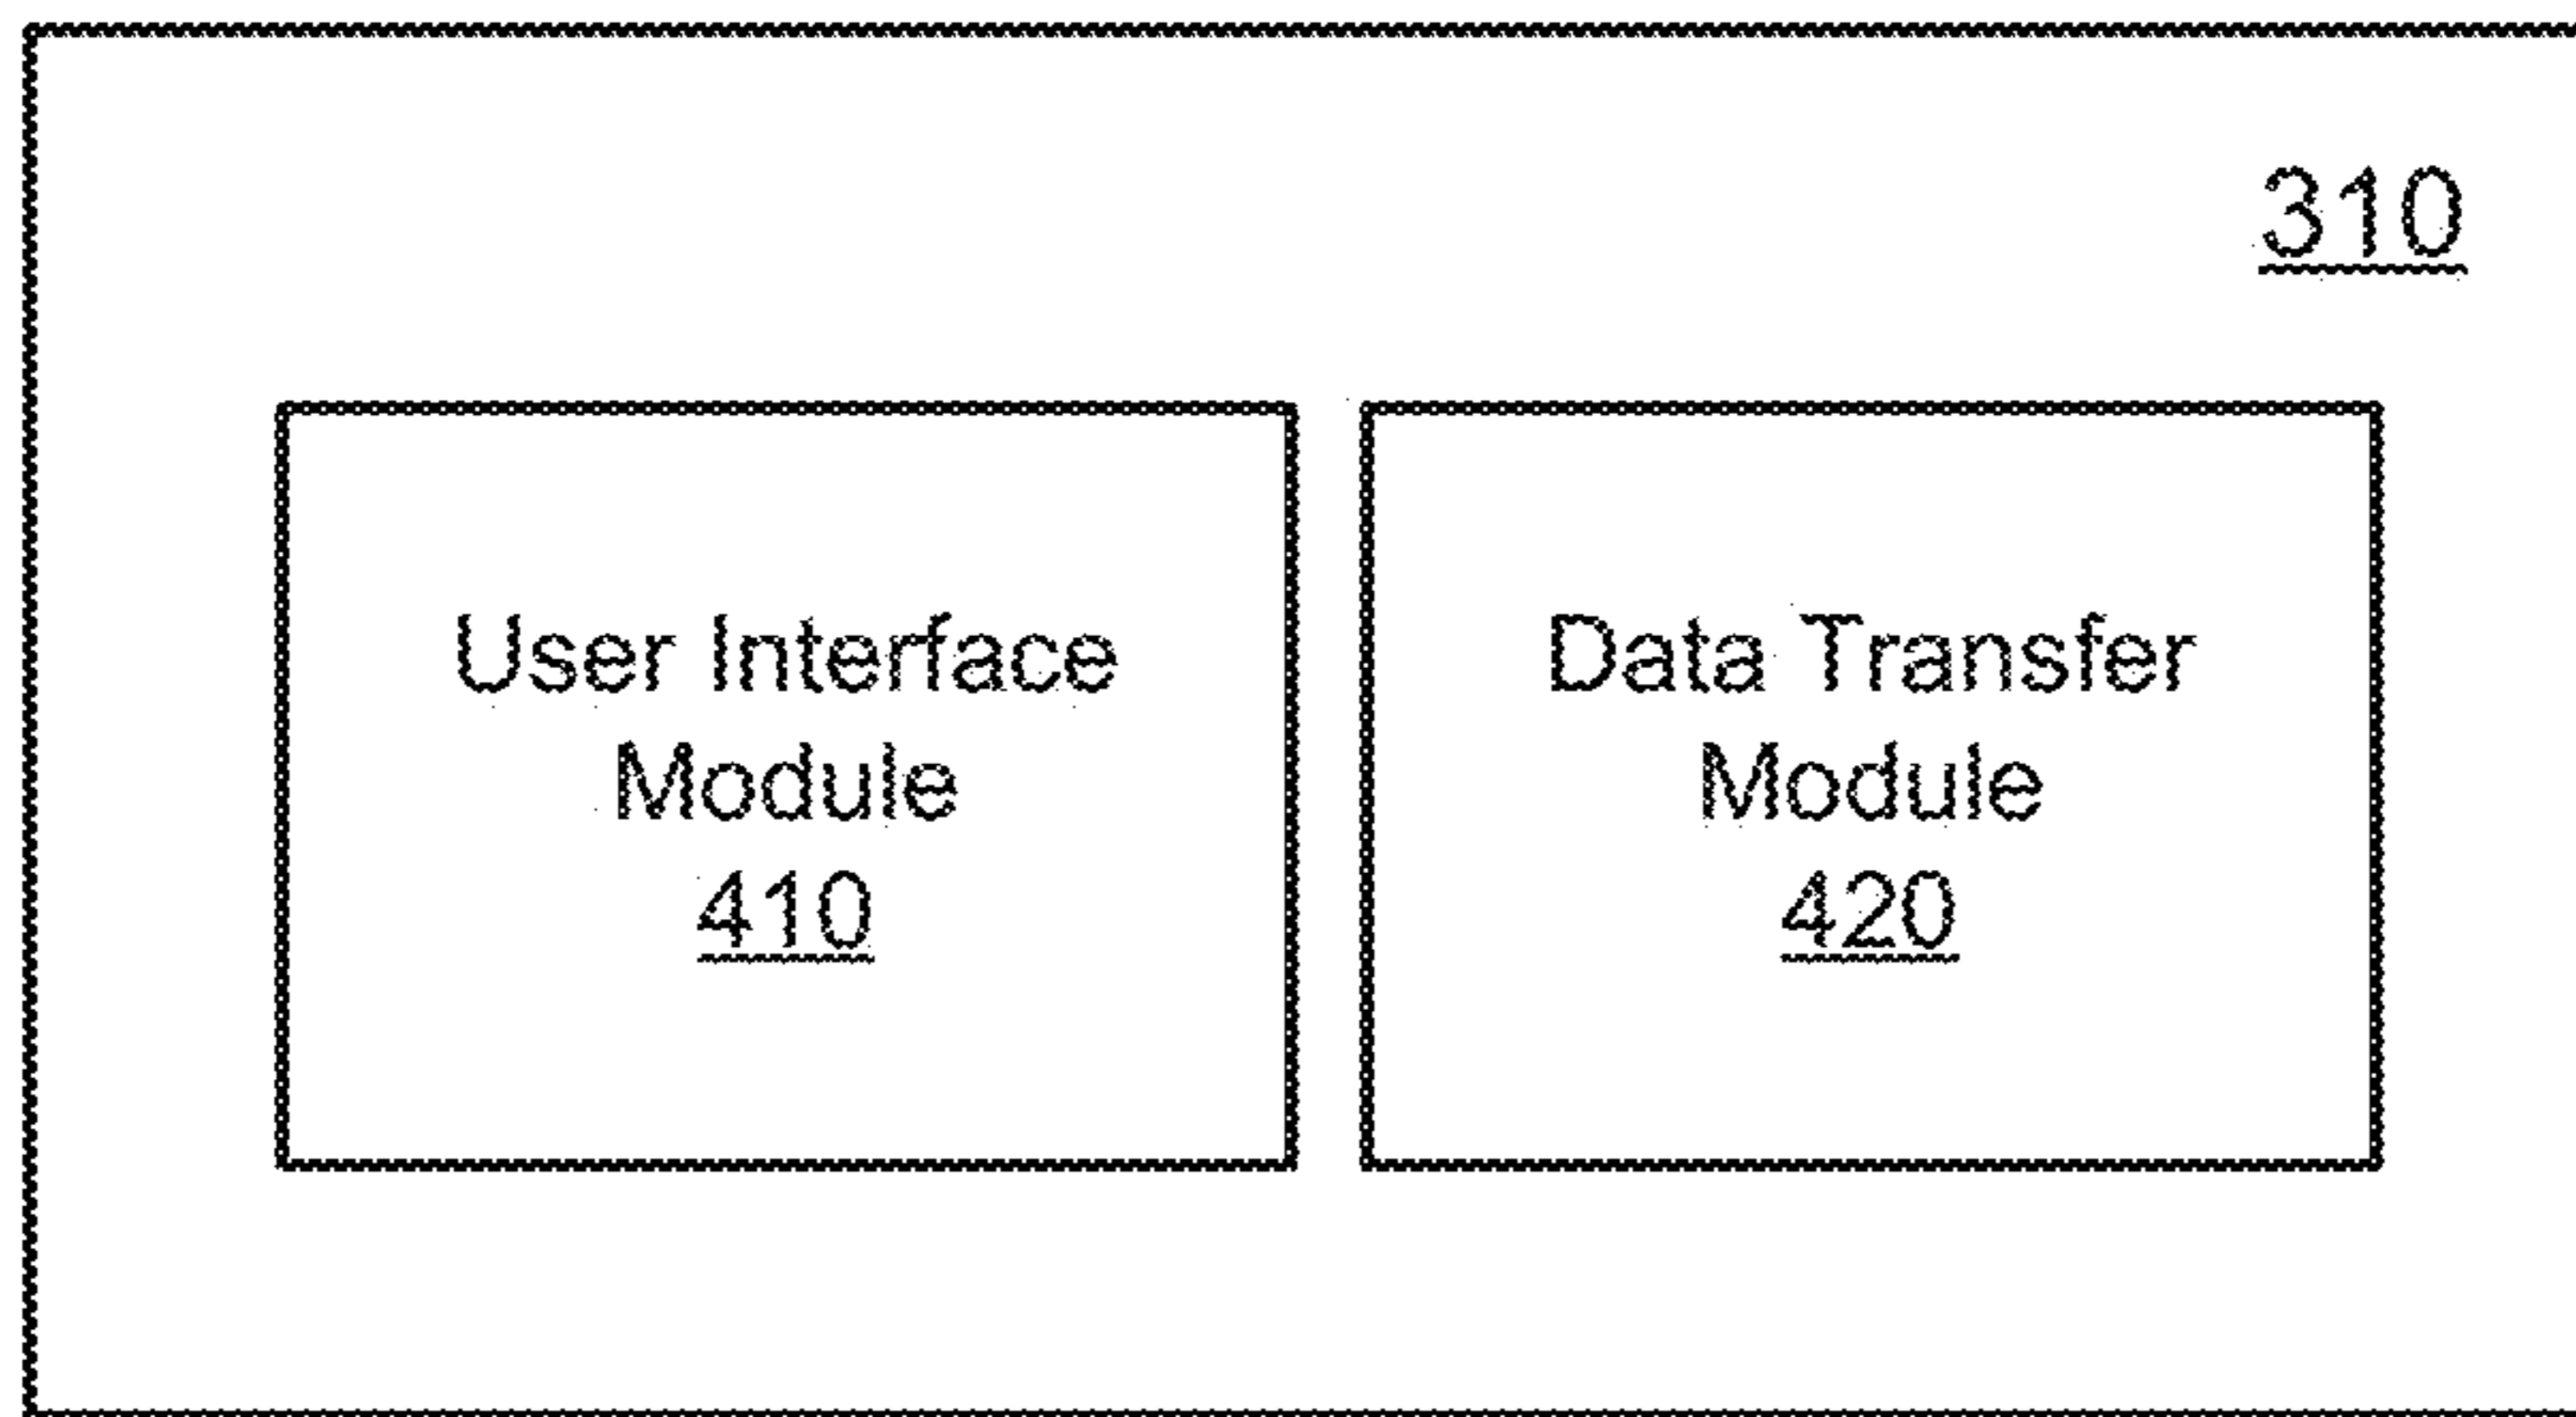 310
User Interface
Module
410
Data Transfer
Module
420